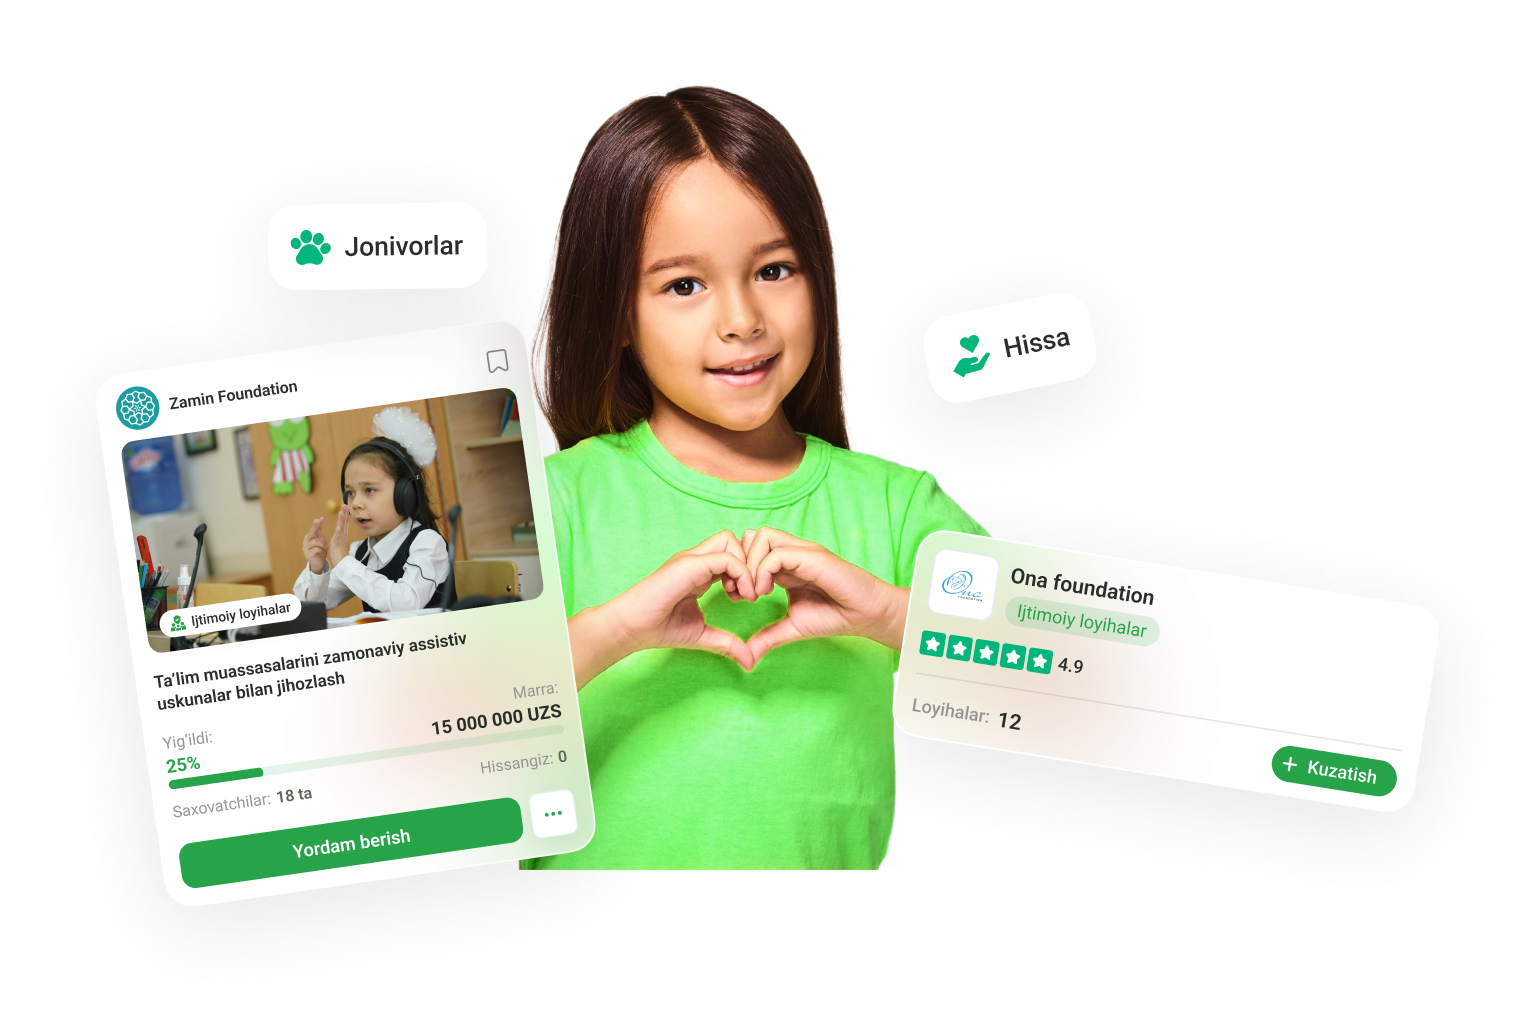 Jonivorlar
Hissa
Zamin Foundation
Ijtimoiy loyihalar
Ta’lim muassasalarini zamonaviy assistiv
uskunalar bilan jihozlash
Yig‘ildi:
25%
Marra:
15 000 000 UZS
Saxovatchilar: 18 ta
Hissangiz: 0
Yordam berish
Ona
FOUNDATION
Ona foundation
Ijtimoiy loyihalar
4.9
Loyihalar: 12
+ Kuzatish